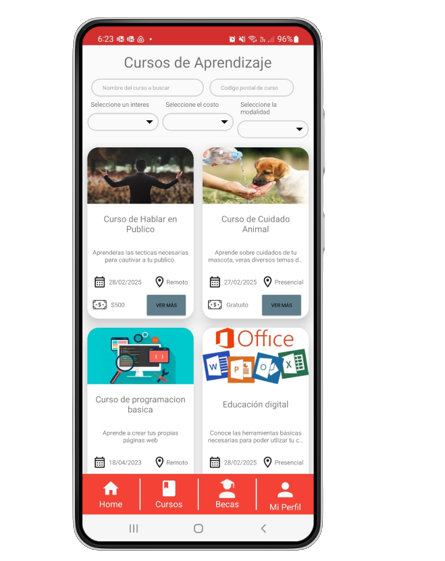 6:23
96%
Cursos de Aprendizaje
Nombre del curso a buscar
Codigo postal de curso
Seleccione un interes
Seleccione el costo
Seleccione la
modalidad
Curso de Hablar en
Publico
Aprenderas las tecticas necesarias
para cautivar a tu publico.
28/02/2025 Remoto
$500 VER MÁS
Curso de Cuidado
Animal
Aprende sobre cuidados de tu
mascota, veras diversos temas d...
27/02/2025 Presencial
Gratuito VER MÁS
Curso de programacion
basica
Aprende a crear tus propias
páginas web
18/04/2023 Remoto
Office
W P O X
Educación digital
Conoce las herramientas básicas
necesarias para poder utlizar tu c...
28/02/2025 Presencial
Home Cursos Becas Mi Perfil